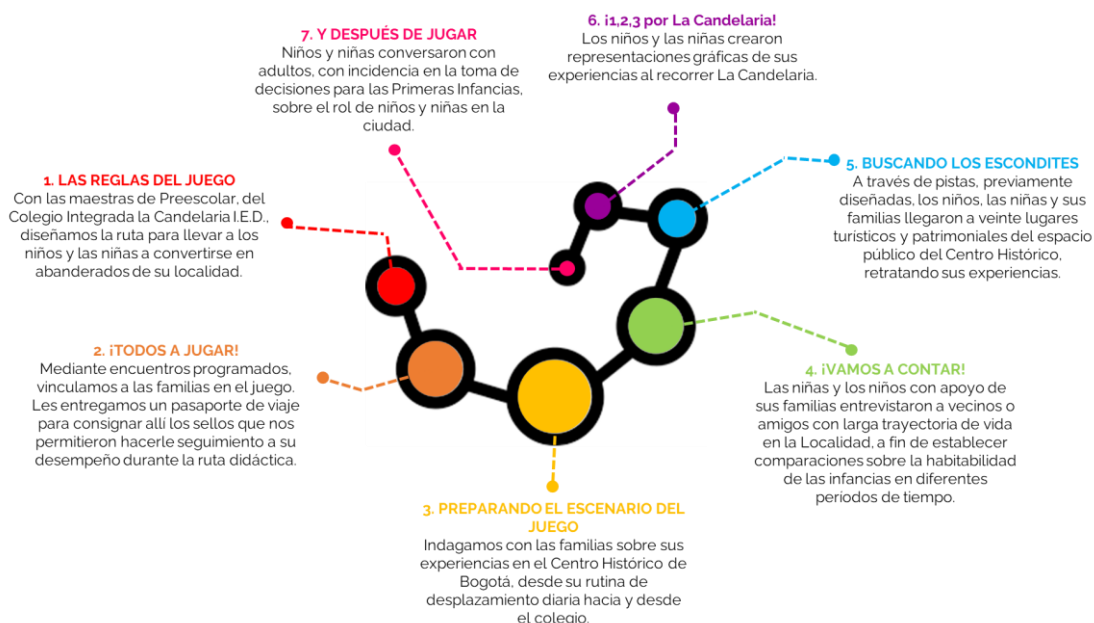 1. LAS REGLAS DEL JUEGO
Con las maestras de Preescolar, del
Colegio Integrada la Candelaria I.E.D.,
diseñamos la ruta para llevar a los
niños y las niñas a convertirse en
abanderados de su localidad.
2. ¡TODOS A JUGAR!
Mediante encuentros programados,
vinculamos a las familias en el juego.
Les entregamos un pasaporte de viaje
para consignar allí los sellos que nos
permitieron hacerle seguimiento a su
desempeño durante la ruta didáctica.
3. PREPARANDO EL ESCENARIO DEL
JUEGO
Indagamos con las familias sobre sus
experiencias en el Centro Histórico de
Bogotá, desde su rutina de
desplazamiento diaria hacia y desde
el colegio.
4. ¡VAMOS A CONTAR!
Las niñas y los niños con apoyo de
sus familias entrevistaron a vecinos o
amigos con larga trayectoria de vida
en la Localidad, a fin de establecer
comparaciones sobre la habitabilidad
de las infancias en diferentes
períodos de tiempo.
5. BUSCANDO LOS ESCONDITES
A través de pistas, previamente
diseñadas, los niños, las niñas y sus
familias llegaron a veinte lugares
turísticos y patrimoniales del espacio
público del Centro Histórico,
retratando sus experiencias.
6. ¡1,2,3 por La Candelaria!
Los niños y las niñas crearon
representaciones gráficas de sus
experiencias al recorrer La Candelaria.
7. Y DESPUÉS DE JUGAR
Niños y niñas conversaron con
adultos, con incidencia en la toma de
decisiones para las Primeras Infancias,
sobre el rol de niños y niñas en la
ciudad.